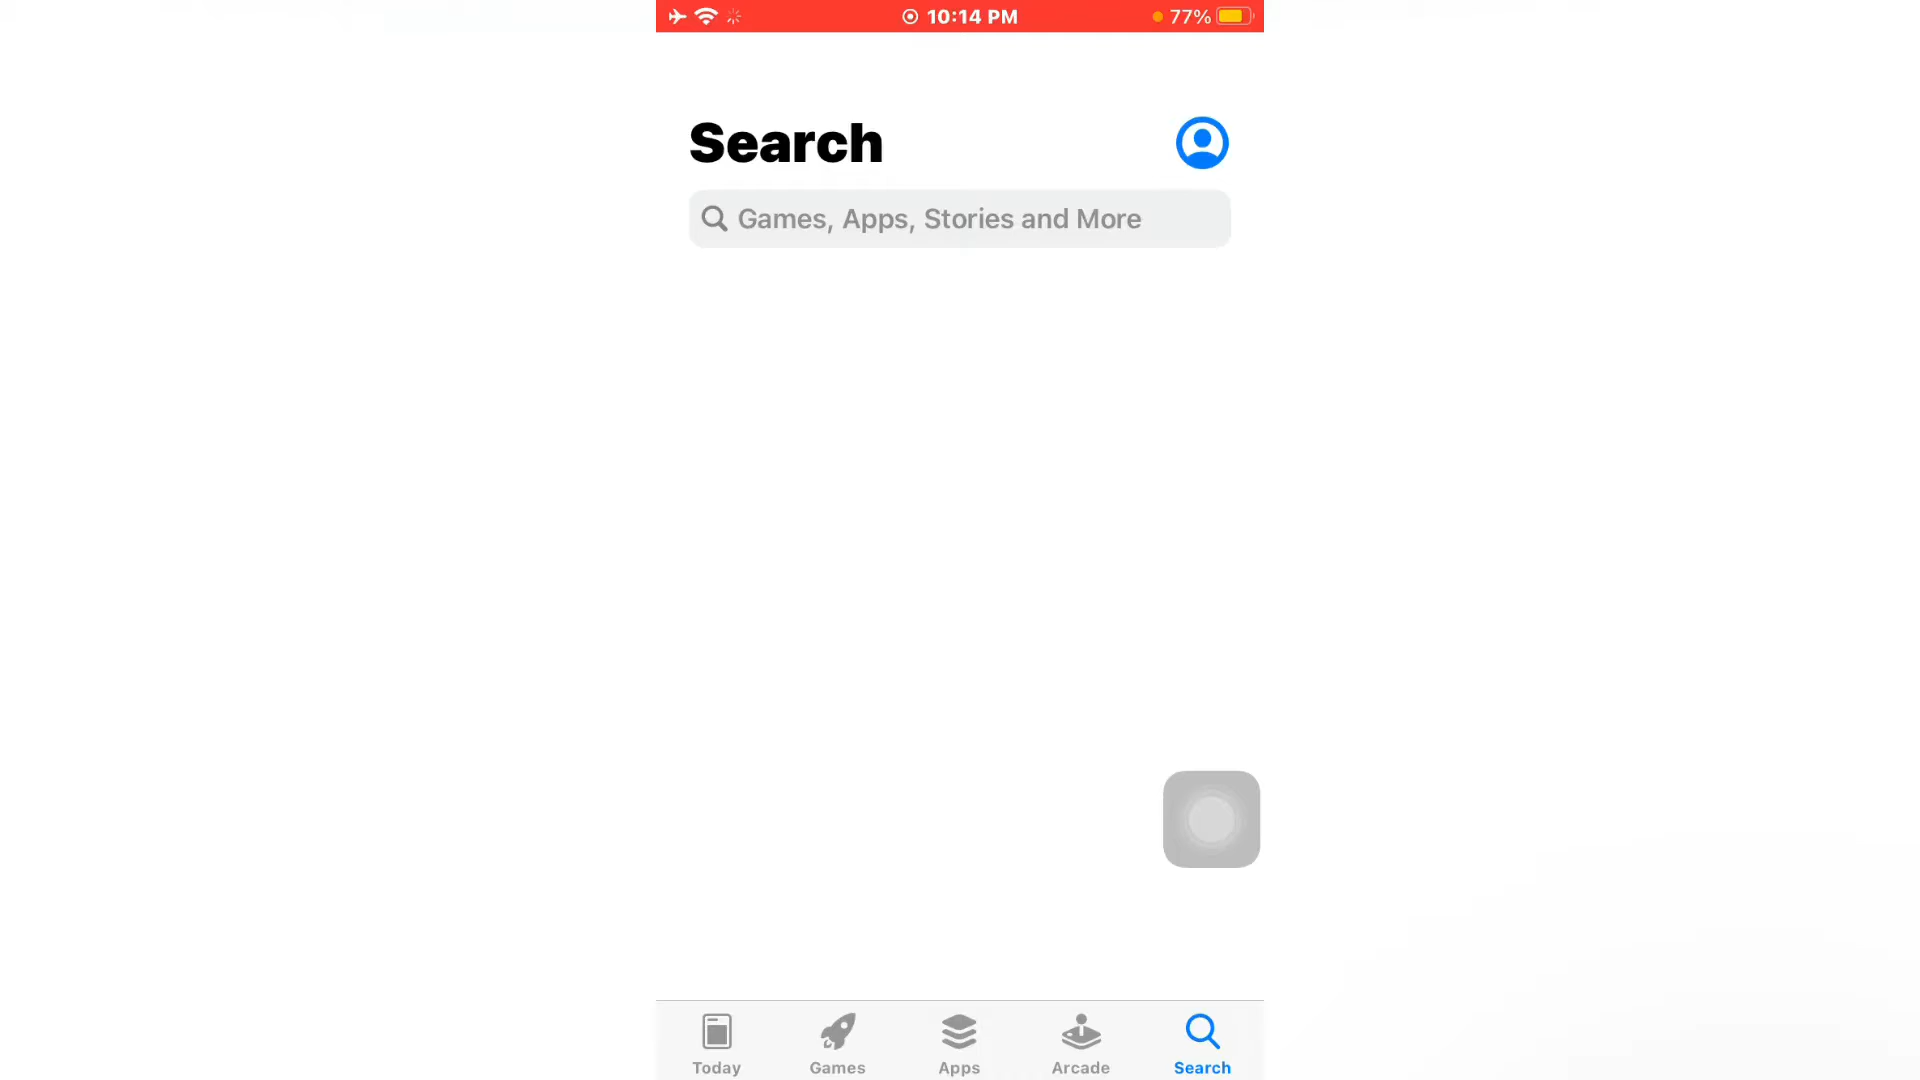 10:14 PM
77%
Search
Games, Apps, Stories and More
Today
Games
Apps
Arcade
Search